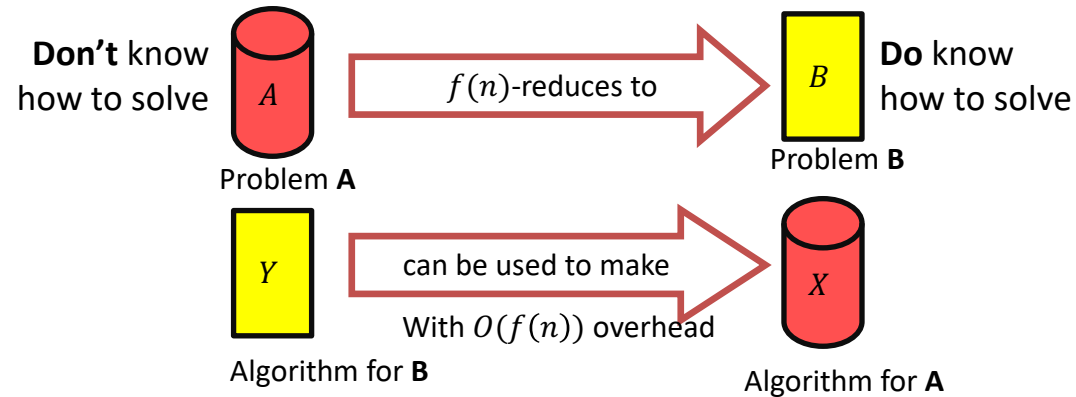 Don't know
how to solve
A
f(n)-reduces to
B
Do know
how to solve
Problem A
Problem B
Y
can be used to make
X
With O(f(n)) overhead
Algorithm for B
Algorithm for A